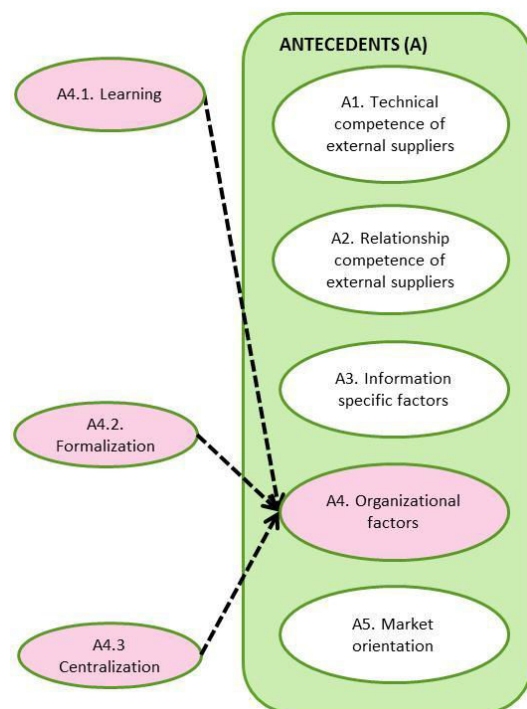 ANTECEDENTS (A)
A4.1. Learning
A1. Technical
competence of
external suppliers
A2. Relationship
competence of
external suppliers
A3. Information
specific factors
A4.2.
Formalization
A4. Organizational
factors
A5. Market
orientation
A4.3
Centralization